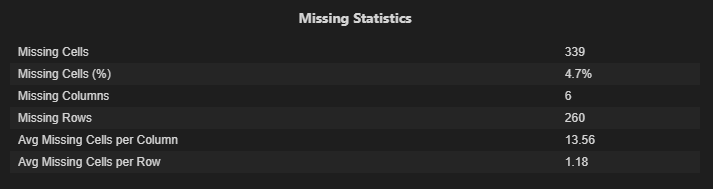 Missing Statistics
Missing Cells 339
Missing Cells (%) 4.7%
Missing Columns 6
Missing Rows 260
Avg Missing Cells per Column 13.56
Avg Missing Cells per Row 1.18